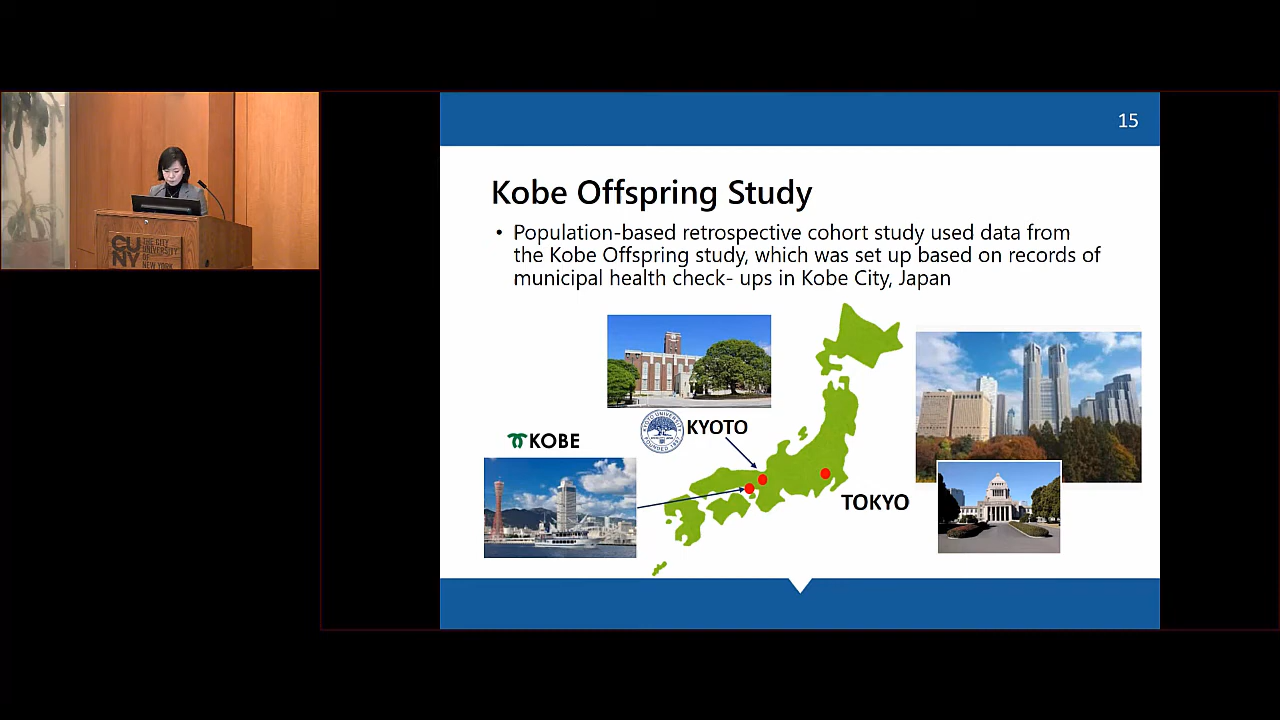 15
Kobe Offspring Study
• Population-based retrospective cohort study used data from
the Kobe Offspring study, which was set up based on records of
municipal health check- ups in Kobe City, Japan
KYOTO
KOBE
TOKYO
CU
NY
THE CITY
UNIVERSITY
OF
NEW YORK